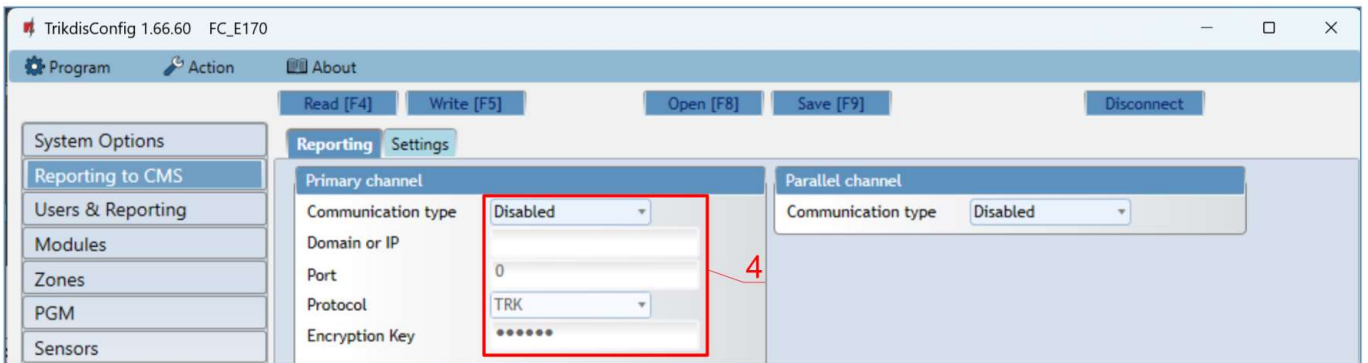 TrikdisConfig 1.66.60 FC_E170
Program Action About
Read [F4] Write [F5] Open [F8] Save [F9] Disconnect
System Options
Reporting to CMS
Users & Reporting
Modules
Zones
PGM
Sensors
Reporting Settings
Primary channel
Communication type Disabled
Domain or IP
Port 0
Protocol TRK
Encryption Key ••••••
4
Parallel channel
Communication type Disabled